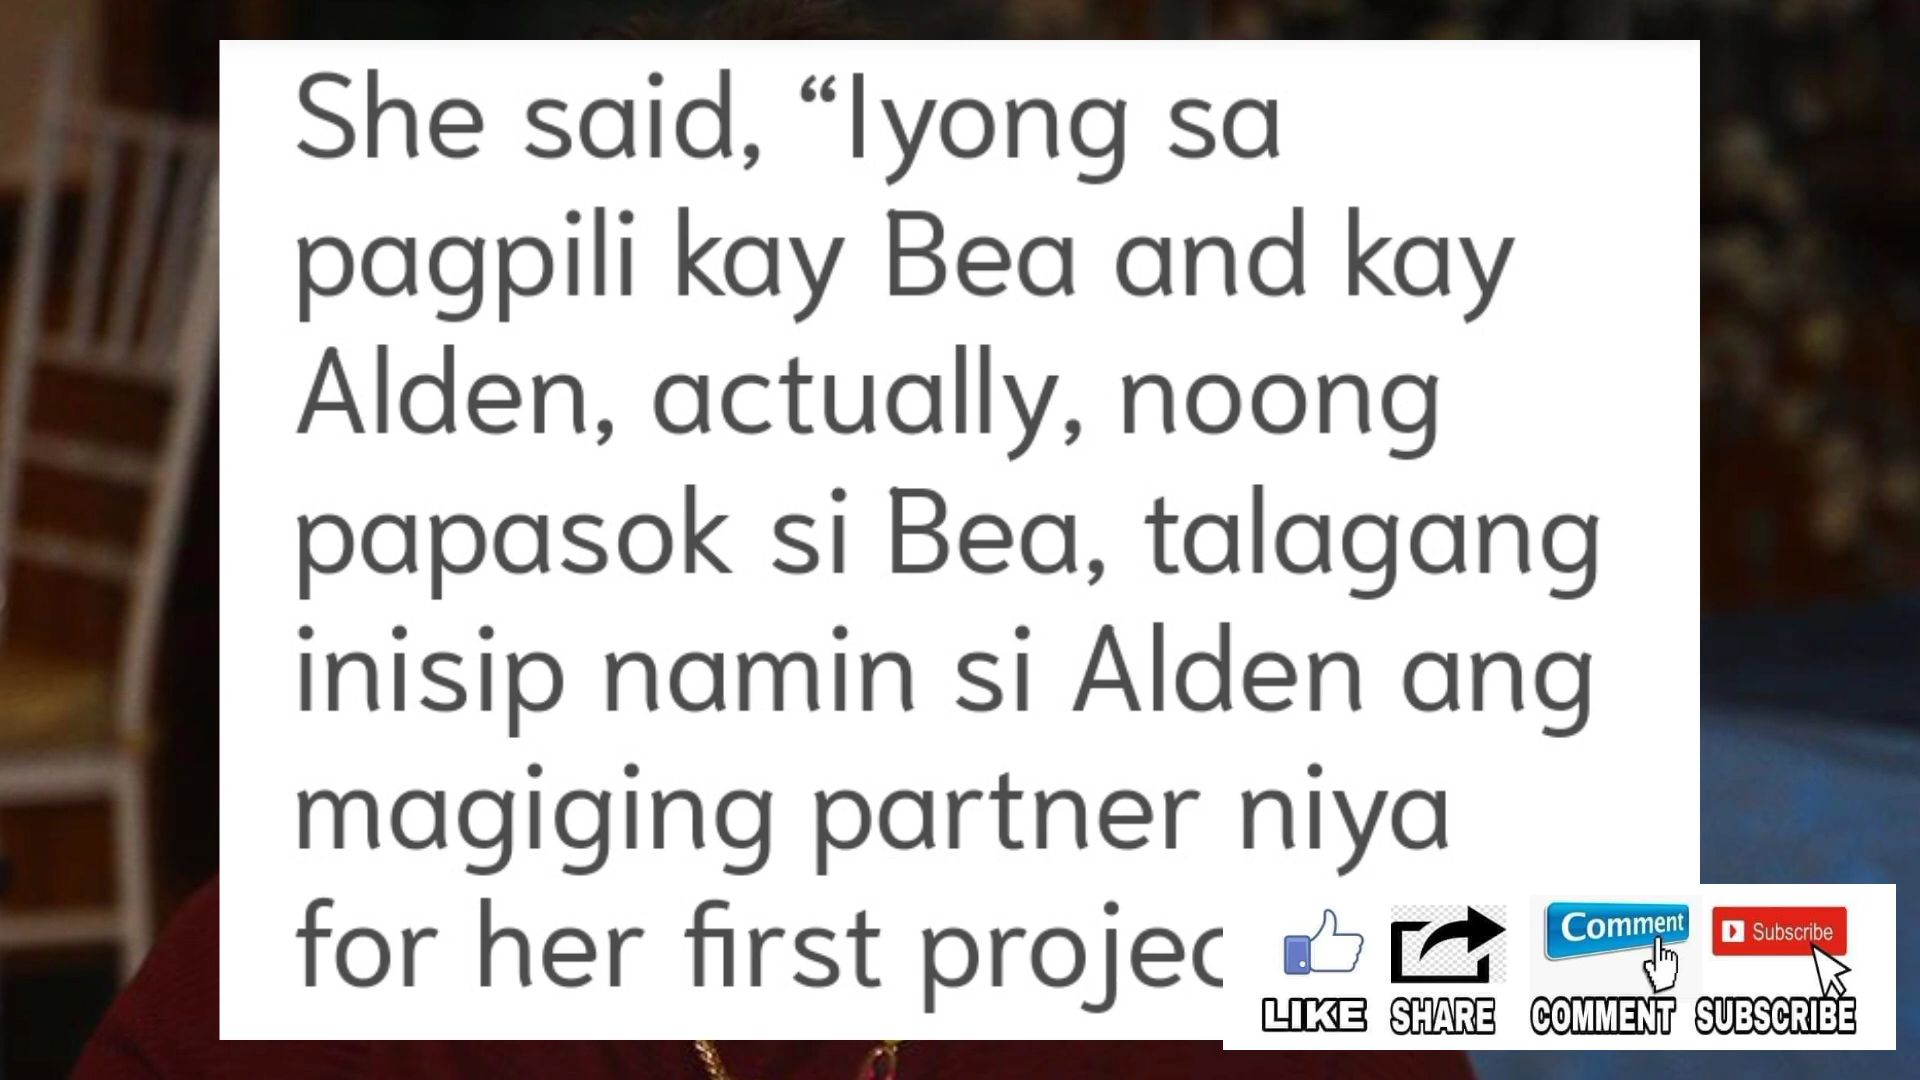 She said, “Iyong sa
pagpili kay Bea and kay
Alden, actually, noong
papasok si Bea, talagang
inisip namin si Alden ang
magiging partner niya
for her first projec
Comment
Subscribe
LIKE SHARE COMMENT SUBSCRIBE